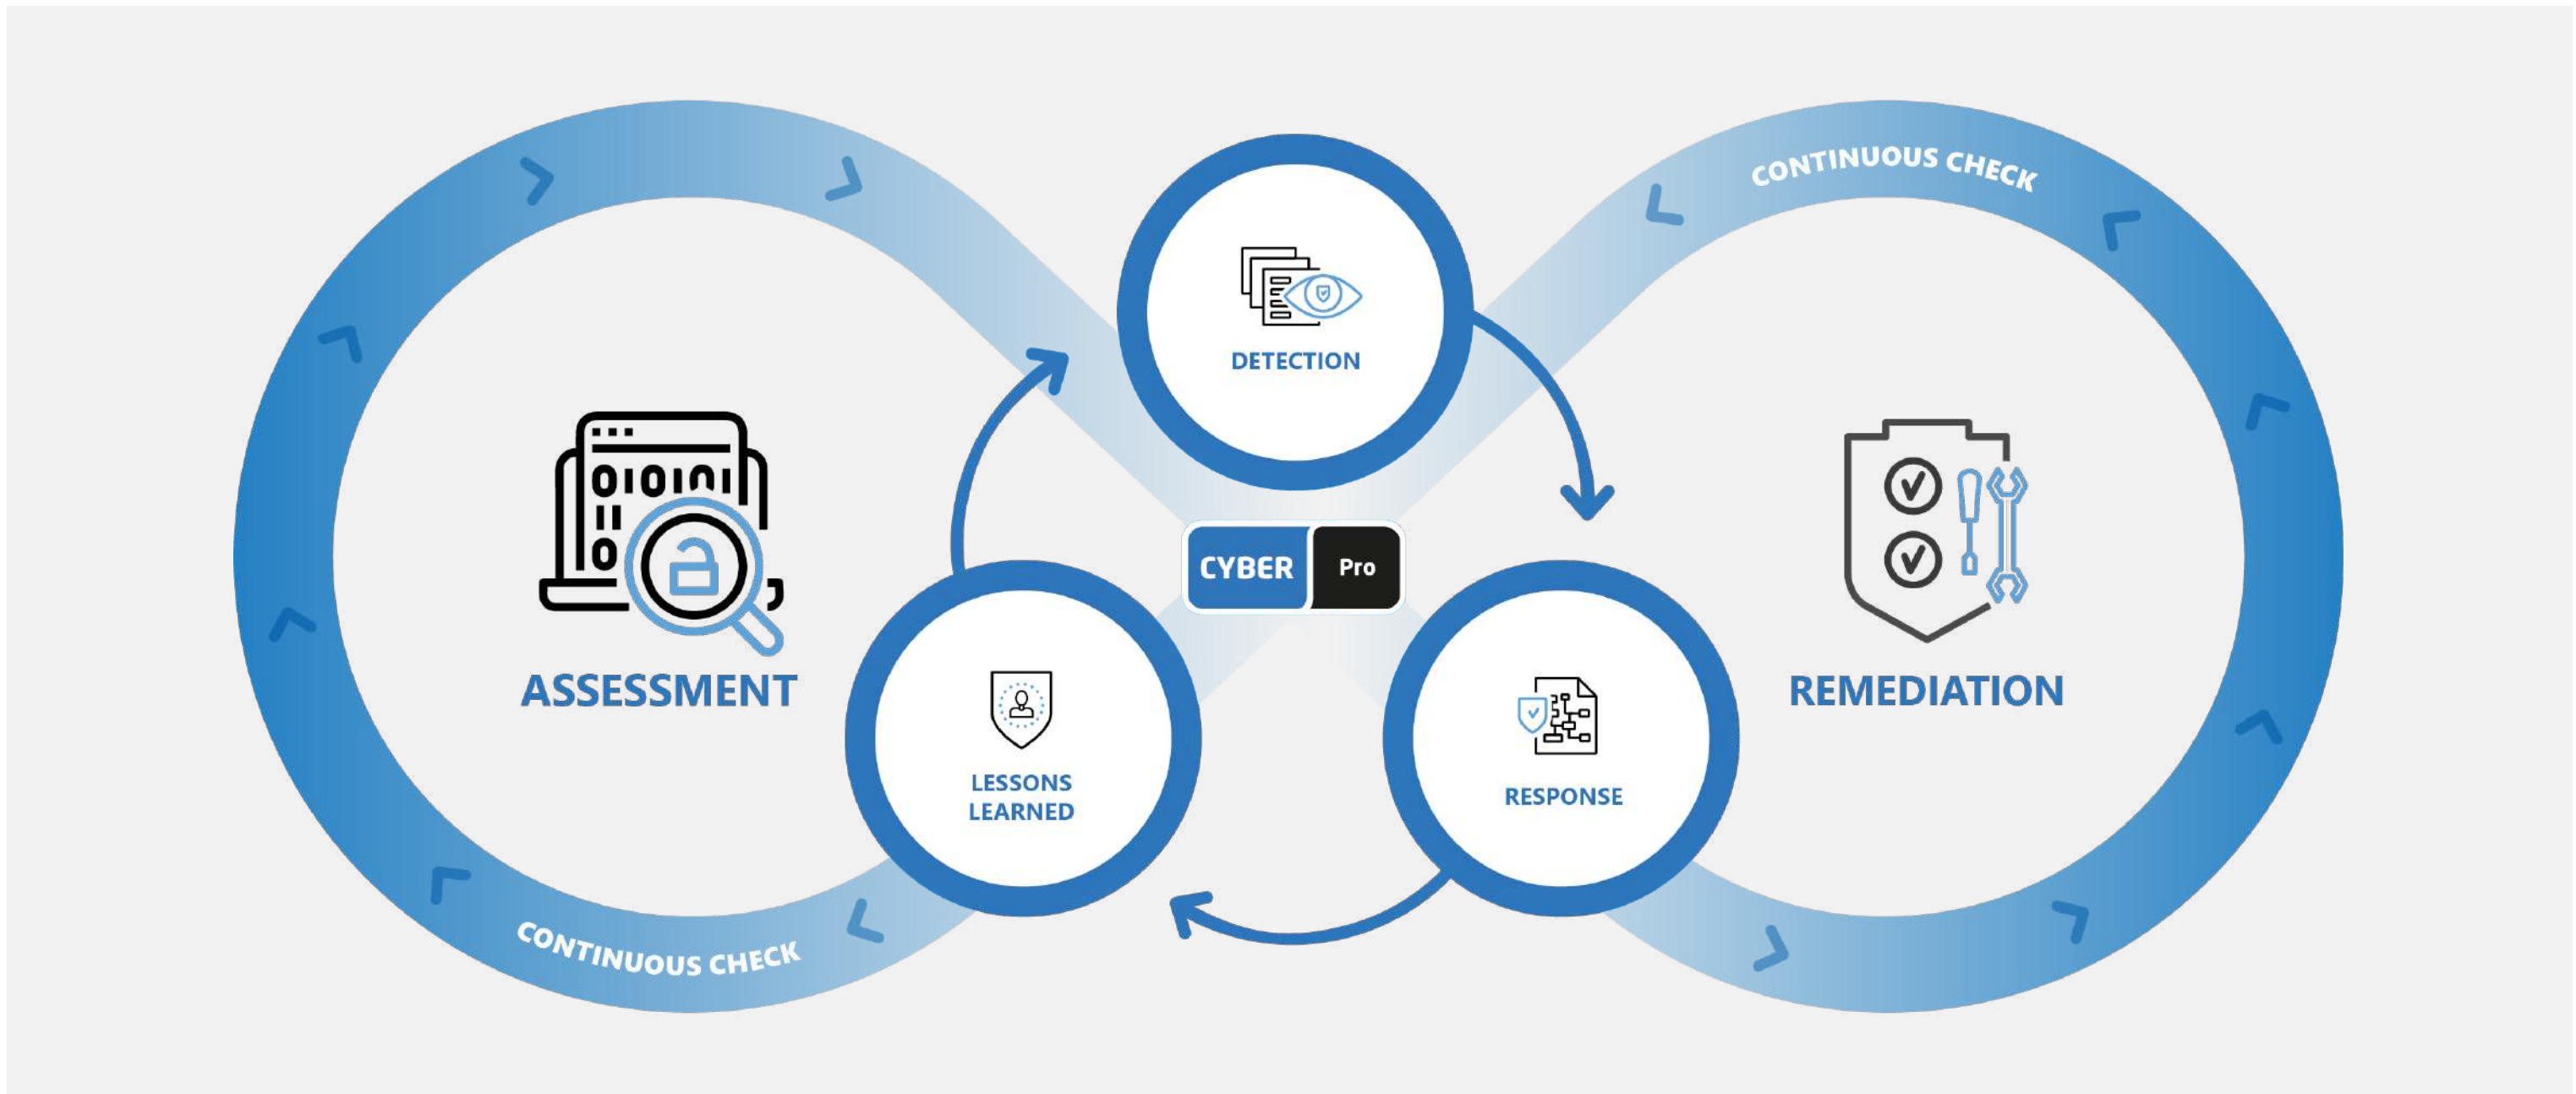 CONTINUOUS CHECK
DETECTION
CYBER Pro
ASSESSMENT
REMEDIATION
LESSONS
LEARNED
RESPONSE
CONTINUOUS CHECK